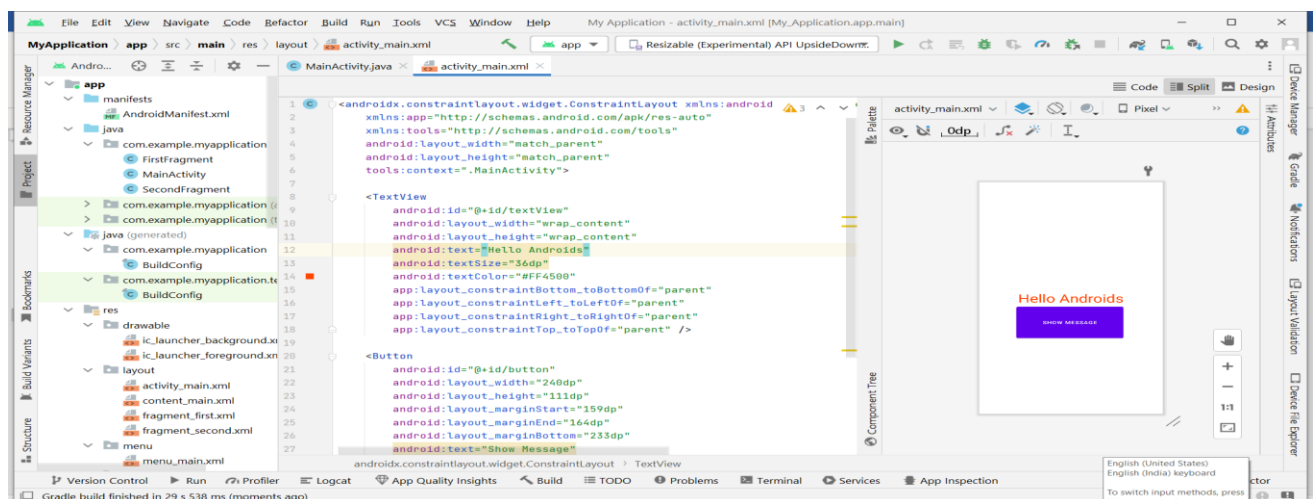 File Edit View Navigate Code Refactor Build Run Tools VCS Window Help My Application - activity_main.xml [My_Application.app.main]
MyApplication app src main res layout activity_main.xml app Resizable (Experimental) API UpsideDown
Andro... MainActivity.java activity_main.xml
Code Split Design
activity_main.xml Pixel
0dp
Resource Manager
Project
Bookmarks
Build Variants
Structure
app
manifests
AndroidManifest.xml
java
com.example.myapplication
FirstFragment
MainActivity
SecondFragment
com.example.myapplication
com.example.myapplication
java (generated)
com.example.myapplication
BuildConfig
com.example.myapplication.te
BuildConfig
res
drawable
ic_launcher_background.x
ic_launcher_foreground.xn
layout
activity_main.xml
content_main.xml
fragment_first.xml
fragment_second.xml
menu
menu_main.xml
1 <androidx.constraintlayout.widget.ConstraintLayout xmlns:android 3
2 xmlns:app="http://schemas.android.com/apk/res-auto"
3 xmlns:tools="http://schemas.android.com/tools"
4 android:layout_width="match_parent"
5 android:layout_height="match_parent"
6 tools:context=".MainActivity">
7
8 <TextView
9 android:id="@+id/textView"
10 android:layout_width="wrap_content"
11 android:layout_height="wrap_content"
12 android:text="Hello Androids"
13 android:textSize="36dp"
14 android:textColor="#FF4500"
15 app:layout_constraintBottom_toBottomOf="parent"
16 app:layout_constraintLeft_toLeftOf="parent"
17 app:layout_constraintRight_toRightOf="parent"
18 app:layout_constraintTop_toTopOf="parent" />
19
20 <Button
21 android:id="@+id/button"
22 android:layout_width="240dp"
23 android:layout_height="111dp"
24 android:layout_marginStart="159dp"
25 android:layout_marginEnd="164dp"
26 android:layout_marginBottom="233dp"
27 android:text="Show Message"
androidx.constraintlayout.widget.ConstraintLayout TextView
Palette
Component Tree
Hello Androids
SHOW MESSAGE
1:1
Attributes
Device Manager
Gradle
Notifications
Layout Validation
Device File Explorer
Version Control Run Profiler Logcat App Quality Insights Build TODO Problems Terminal Services App Inspection ctor
English (United States)
English (India) keyboard
To switch input methods, press
Gradle build finished in 29 s 538 ms (moments ago)